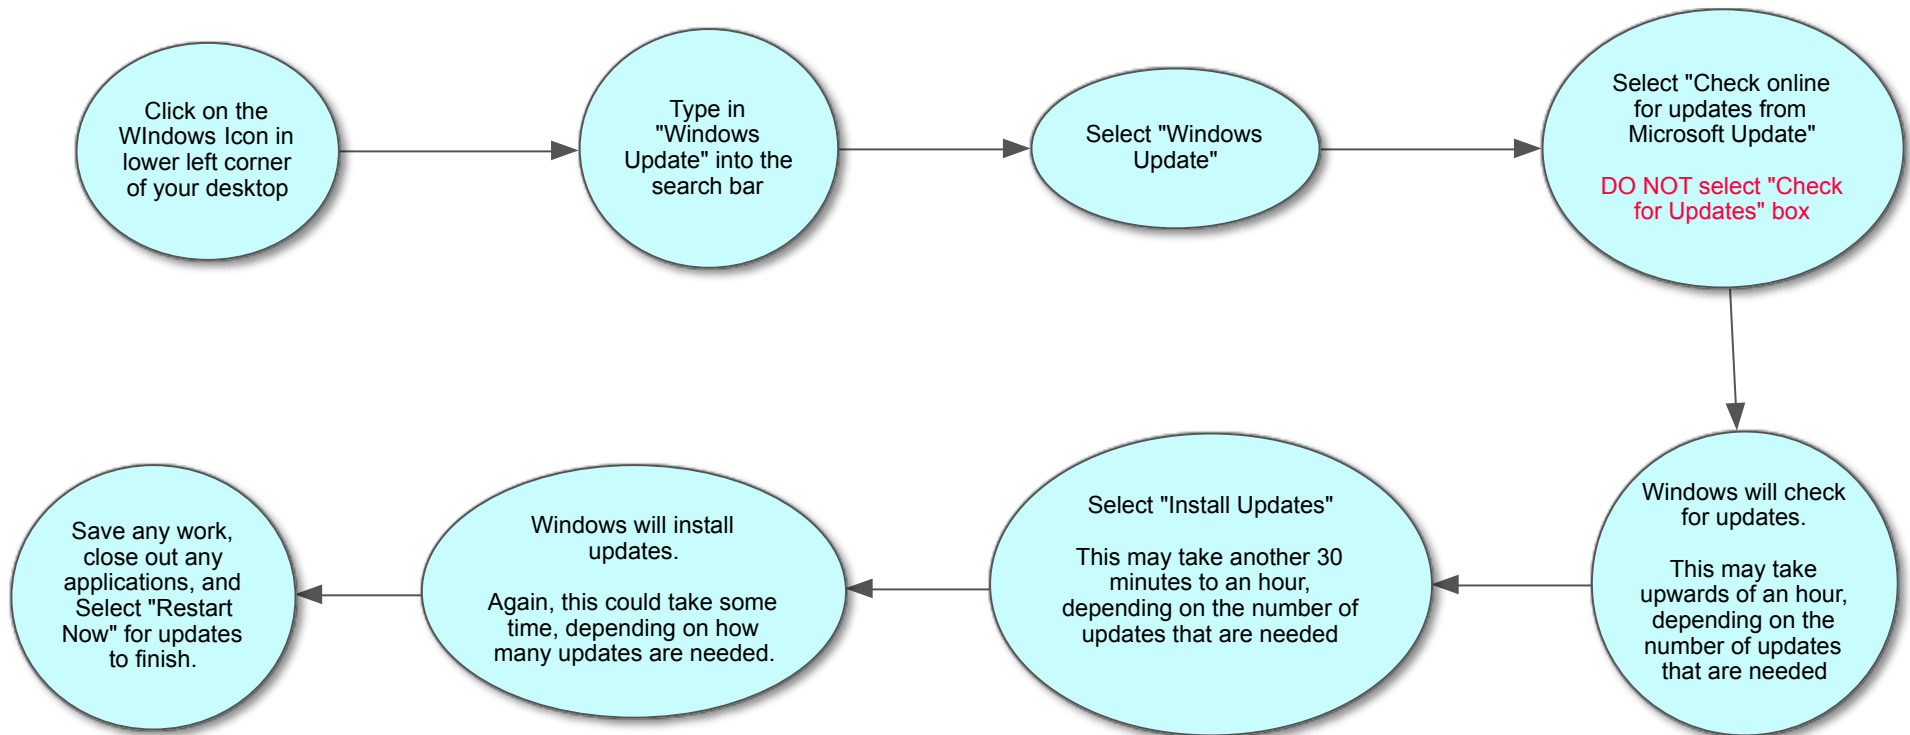 Click on the
WIndows Icon in
lower left corner
of your desktop
Type in
"Windows
Update" into the
search bar
Select "Windows
Update"
Select "Check online
for updates from
Microsoft Update"
DO NOT select "Check
for Updates" box
Windows will check
for updates.
This may take
upwards of an hour,
depending on the
number of updates
that are needed
Select "Install Updates"
This may take another 30
minutes to an hour,
depending on the number of
updates that are needed
Windows will install
updates.
Again, this could take some
time, depending on how
many updates are needed.
Save any work,
close out any
applications, and
Select "Restart
Now" for updates
to finish.